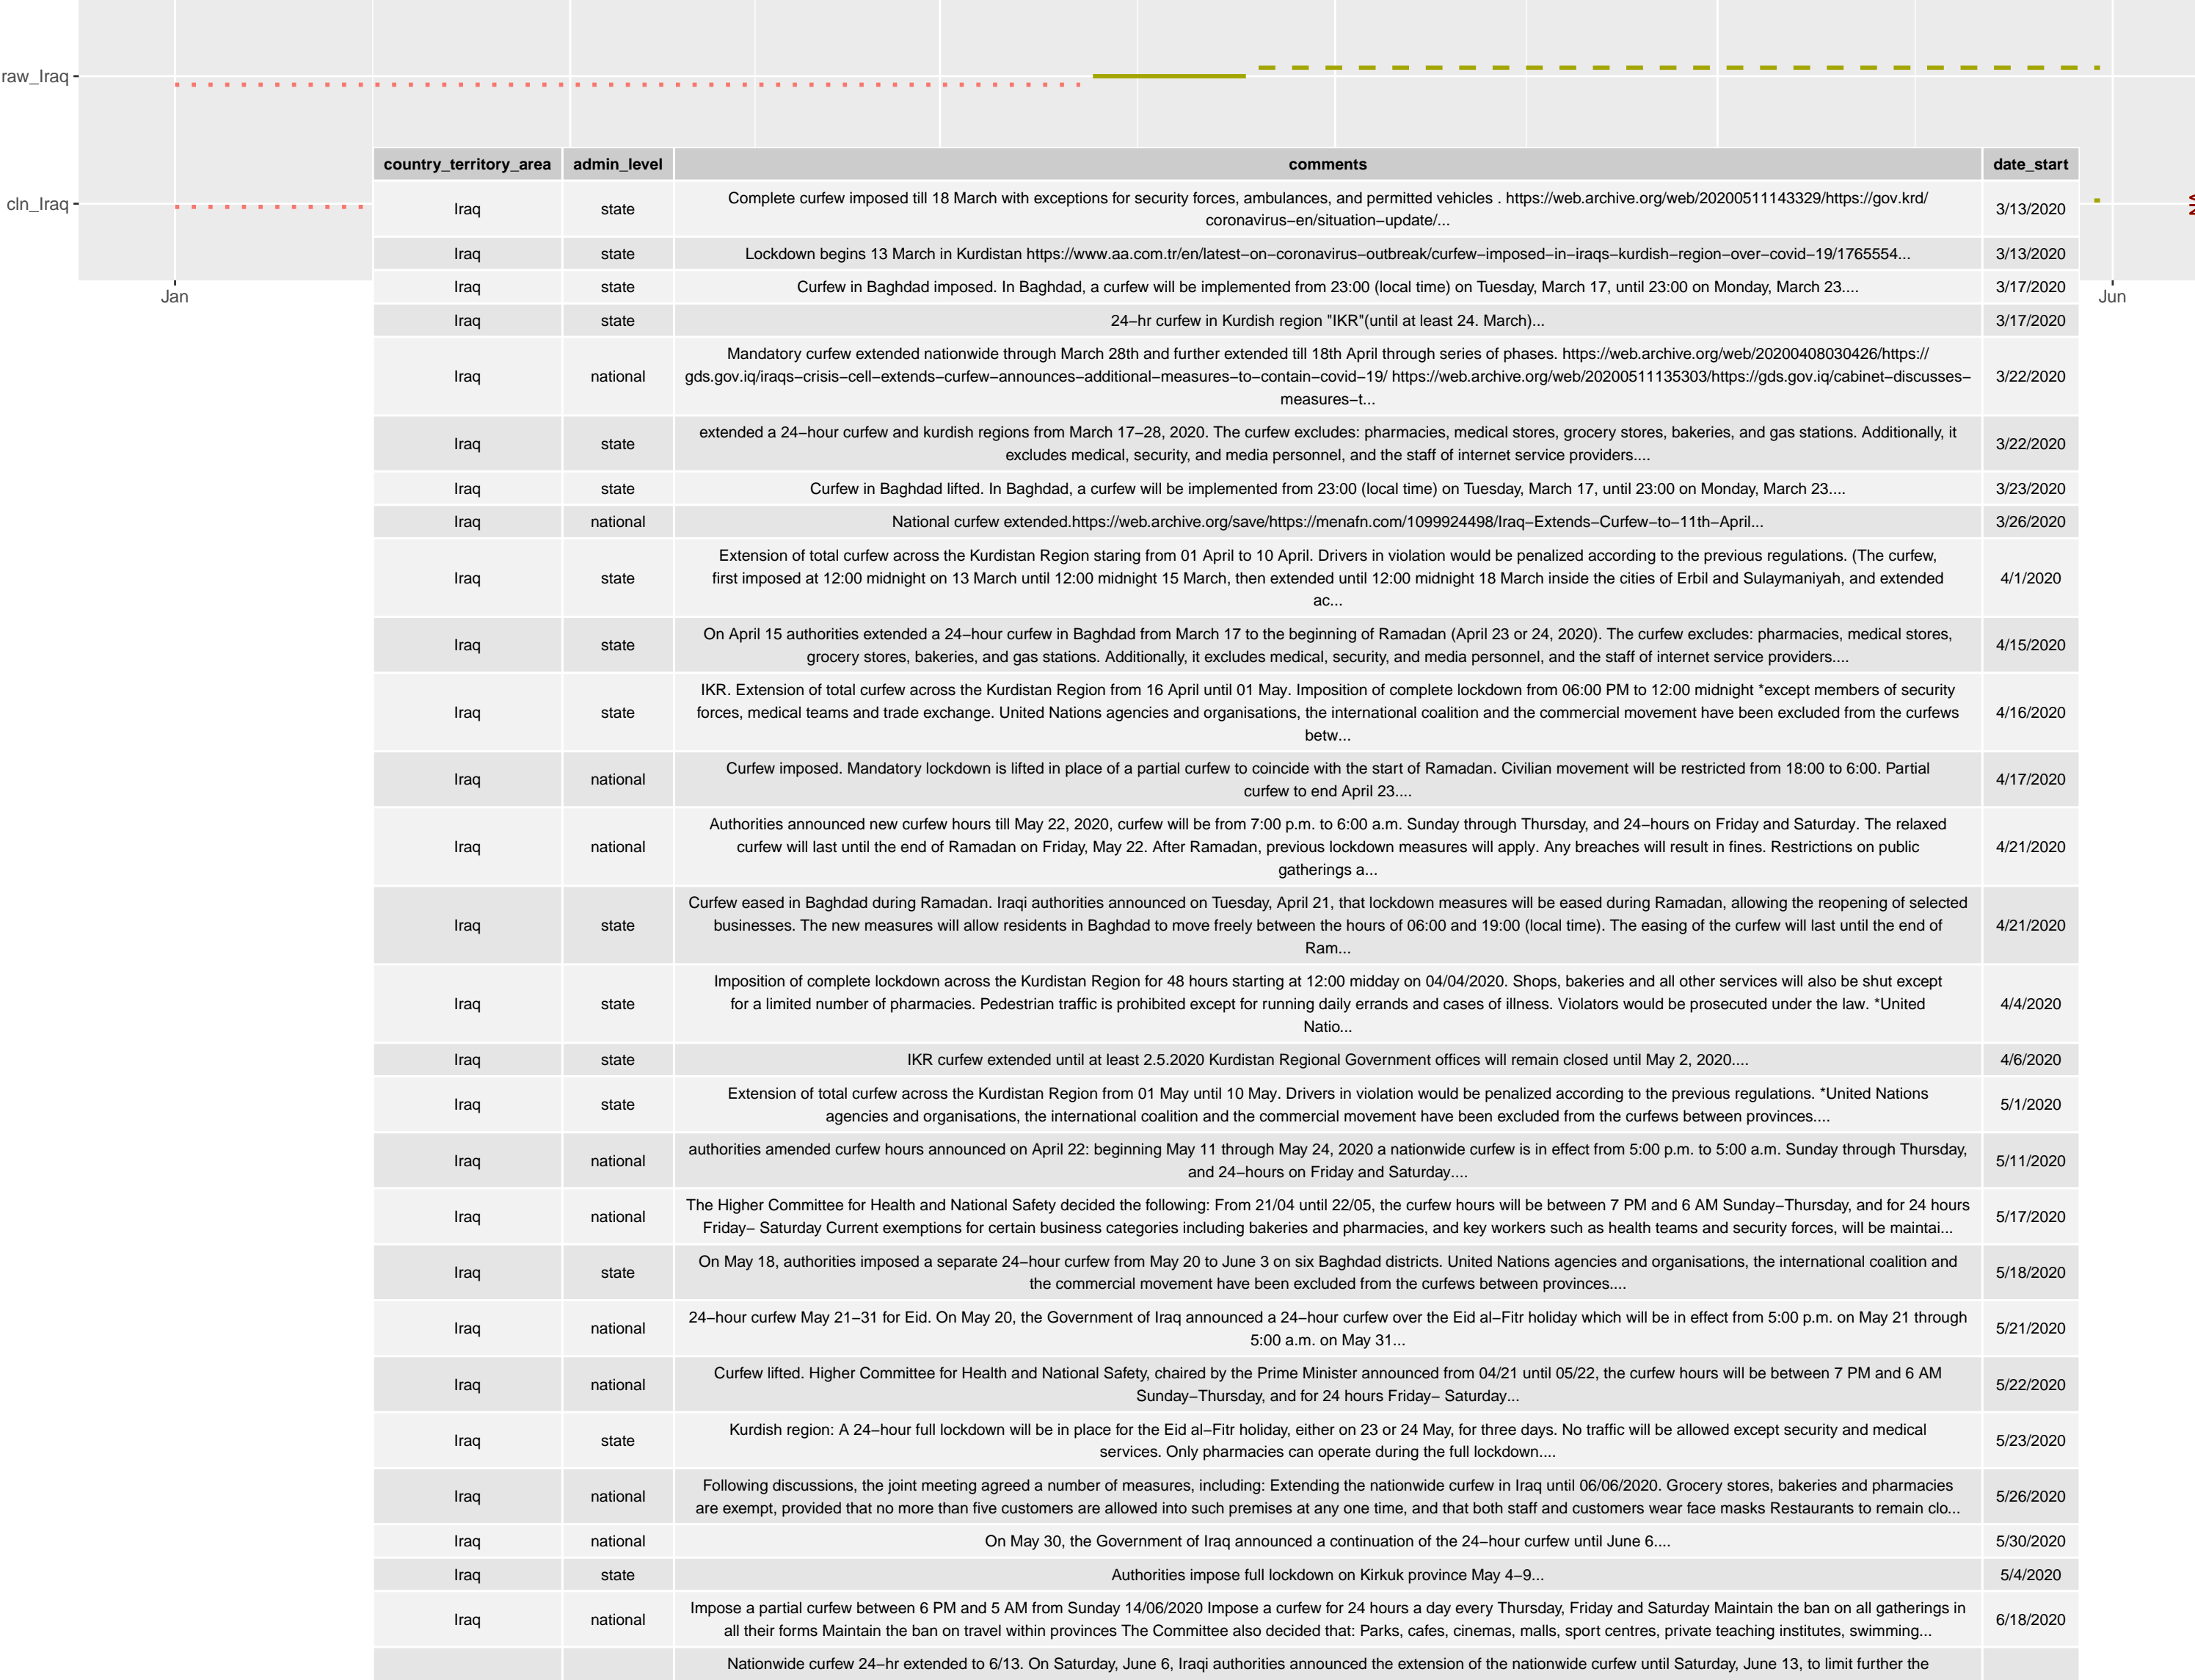 raw_Iraq
country_territory_area admin_level comments date_start
Complete curfew imposed till 18 March with exceptions for security forces, ambulances, and permitted vehicles . https://web.archive.org/web/20200511143329/https://gov.krd/
cln_Iraq
Iraq state coronavirus−en/situation−update/... 3/13/2020
Iraq state Lockdown begins 13 March in Kurdistan https://www.aa.com.tr/en/latest−on−coronavirus−outbreak/curfew−imposed−in−iraqs−kurdish−region−over−covid−19/1765554... 3/13/2020
Iraq state Curfew in Baghdad imposed. In Baghdad, a curfew will be implemented from 23:00 (local time) on Tuesday, March 17, until 23:00 on Monday, March 23.... 3/17/2020
Jan Jun
Iraq state 24−hr curfew in Kurdish region "IKR"(until at least 24. March)... 3/17/2020
Mandatory curfew extended nationwide through March 28th and further extended till 18th April through series of phases. https://web.archive.org/web/20200408030426/https://
Iraq national gds.gov.iq/iraqs−crisis−cell−extends−curfew−announces−additional−measures−to−contain−covid−19/ https://web.archive.org/web/20200511135303/https://gds.gov.iq/cabinet−discusses− 3/22/2020
measures−t...
extended a 24−hour curfew and kurdish regions from March 17−28, 2020. The curfew excludes: pharmacies, medical stores, grocery stores, bakeries, and gas stations. Additionally, it
Iraq state excludes medical, security, and media personnel, and the staff of internet service providers.... 3/22/2020
Iraq state Curfew in Baghdad lifted. In Baghdad, a curfew will be implemented from 23:00 (local time) on Tuesday, March 17, until 23:00 on Monday, March 23.... 3/23/2020
Iraq national National curfew extended.https://web.archive.org/save/https://menafn.com/1099924498/Iraq−Extends−Curfew−to−11th−April... 3/26/2020
Extension of total curfew across the Kurdistan Region staring from 01 April to 10 April. Drivers in violation would be penalized according to the previous regulations. (The curfew,
Iraq state first imposed at 12:00 midnight on 13 March until 12:00 midnight 15 March, then extended until 12:00 midnight 18 March inside the cities of Erbil and Sulaymaniyah, and extended 4/1/2020
ac...
On April 15 authorities extended a 24−hour curfew in Baghdad from March 17 to the beginning of Ramadan (April 23 or 24, 2020). The curfew excludes: pharmacies, medical stores,
Iraq state grocery stores, bakeries, and gas stations. Additionally, it excludes medical, security, and media personnel, and the staff of internet service providers.... 4/15/2020
IKR. Extension of total curfew across the Kurdistan Region from 16 April until 01 May. Imposition of complete lockdown from 06:00 PM to 12:00 midnight *except members of security
Iraq state forces, medical teams and trade exchange. United Nations agencies and organisations, the international coalition and the commercial movement have been excluded from the curfews 4/16/2020
betw...
Curfew imposed. Mandatory lockdown is lifted in place of a partial curfew to coincide with the start of Ramadan. Civilian movement will be restricted from 18:00 to 6:00. Partial
Iraq national curfew to end April 23.... 4/17/2020
Authorities announced new curfew hours till May 22, 2020, curfew will be from 7:00 p.m. to 6:00 a.m. Sunday through Thursday, and 24−hours on Friday and Saturday. The relaxed
Iraq national curfew will last until the end of Ramadan on Friday, May 22. After Ramadan, previous lockdown measures will apply. Any breaches will result in fines. Restrictions on public 4/21/2020
gatherings a...
Curfew eased in Baghdad during Ramadan. Iraqi authorities announced on Tuesday, April 21, that lockdown measures will be eased during Ramadan, allowing the reopening of selected
Iraq state businesses. The new measures will allow residents in Baghdad to move freely between the hours of 06:00 and 19:00 (local time). The easing of the curfew will last until the end of 4/21/2020
Ram...
Imposition of complete lockdown across the Kurdistan Region for 48 hours starting at 12:00 midday on 04/04/2020. Shops, bakeries and all other services will also be shut except
Iraq state for a limited number of pharmacies. Pedestrian traffic is prohibited except for running daily errands and cases of illness. Violators would be prosecuted under the law. *United 4/4/2020
Natio...
Iraq state IKR curfew extended until at least 2.5.2020 Kurdistan Regional Government offices will remain closed until May 2, 2020.... 4/6/2020
Extension of total curfew across the Kurdistan Region from 01 May until 10 May. Drivers in violation would be penalized according to the previous regulations. *United Nations
Iraq state agencies and organisations, the international coalition and the commercial movement have been excluded from the curfews between provinces.... 5/1/2020
authorities amended curfew hours announced on April 22: beginning May 11 through May 24, 2020 a nationwide curfew is in effect from 5:00 p.m. to 5:00 a.m. Sunday through Thursday,
Iraq national and 24−hours on Friday and Saturday.... 5/11/2020
The Higher Committee for Health and National Safety decided the following: From 21/04 until 22/05, the curfew hours will be between 7 PM and 6 AM Sunday−Thursday, and for 24 hours
Iraq national Friday− Saturday Current exemptions for certain business categories including bakeries and pharmacies, and key workers such as health teams and security forces, will be maintai... 5/17/2020
On May 18, authorities imposed a separate 24−hour curfew from May 20 to June 3 on six Baghdad districts. United Nations agencies and organisations, the international coalition and
Iraq state the commercial movement have been excluded from the curfews between provinces.... 5/18/2020
24−hour curfew May 21−31 for Eid. On May 20, the Government of Iraq announced a 24−hour curfew over the Eid al−Fitr holiday which will be in effect from 5:00 p.m. on May 21 through
Iraq national 5:00 a.m. on May 31... 5/21/2020
Curfew lifted. Higher Committee for Health and National Safety, chaired by the Prime Minister announced from 04/21 until 05/22, the curfew hours will be between 7 PM and 6 AM
Iraq national Sunday−Thursday, and for 24 hours Friday− Saturday... 5/22/2020
Kurdish region: A 24−hour full lockdown will be in place for the Eid al−Fitr holiday, either on 23 or 24 May, for three days. No traffic will be allowed except security and medical
Iraq state services. Only pharmacies can operate during the full lockdown.... 5/23/2020
Following discussions, the joint meeting agreed a number of measures, including: Extending the nationwide curfew in Iraq until 06/06/2020. Grocery stores, bakeries and pharmacies
Iraq national are exempt, provided that no more than five customers are allowed into such premises at any one time, and that both staff and customers wear face masks Restaurants to remain clo... 5/26/2020
Iraq national On May 30, the Government of Iraq announced a continuation of the 24−hour curfew until June 6.... 5/30/2020
Iraq state Authorities impose full lockdown on Kirkuk province May 4−9... 5/4/2020
Impose a partial curfew between 6 PM and 5 AM from Sunday 14/06/2020 Impose a curfew for 24 hours a day every Thursday, Friday and Saturday Maintain the ban on all gatherings in
Iraq national all their forms Maintain the ban on travel within provinces The Committee also decided that: Parks, cafes, cinemas, malls, sport centres, private teaching institutes, swimming... 6/18/2020
Nationwide curfew 24−hr extended to 6/13. On Saturday, June 6, Iraqi authorities announced the extension of the nationwide curfew until Saturday, June 13, to limit further the